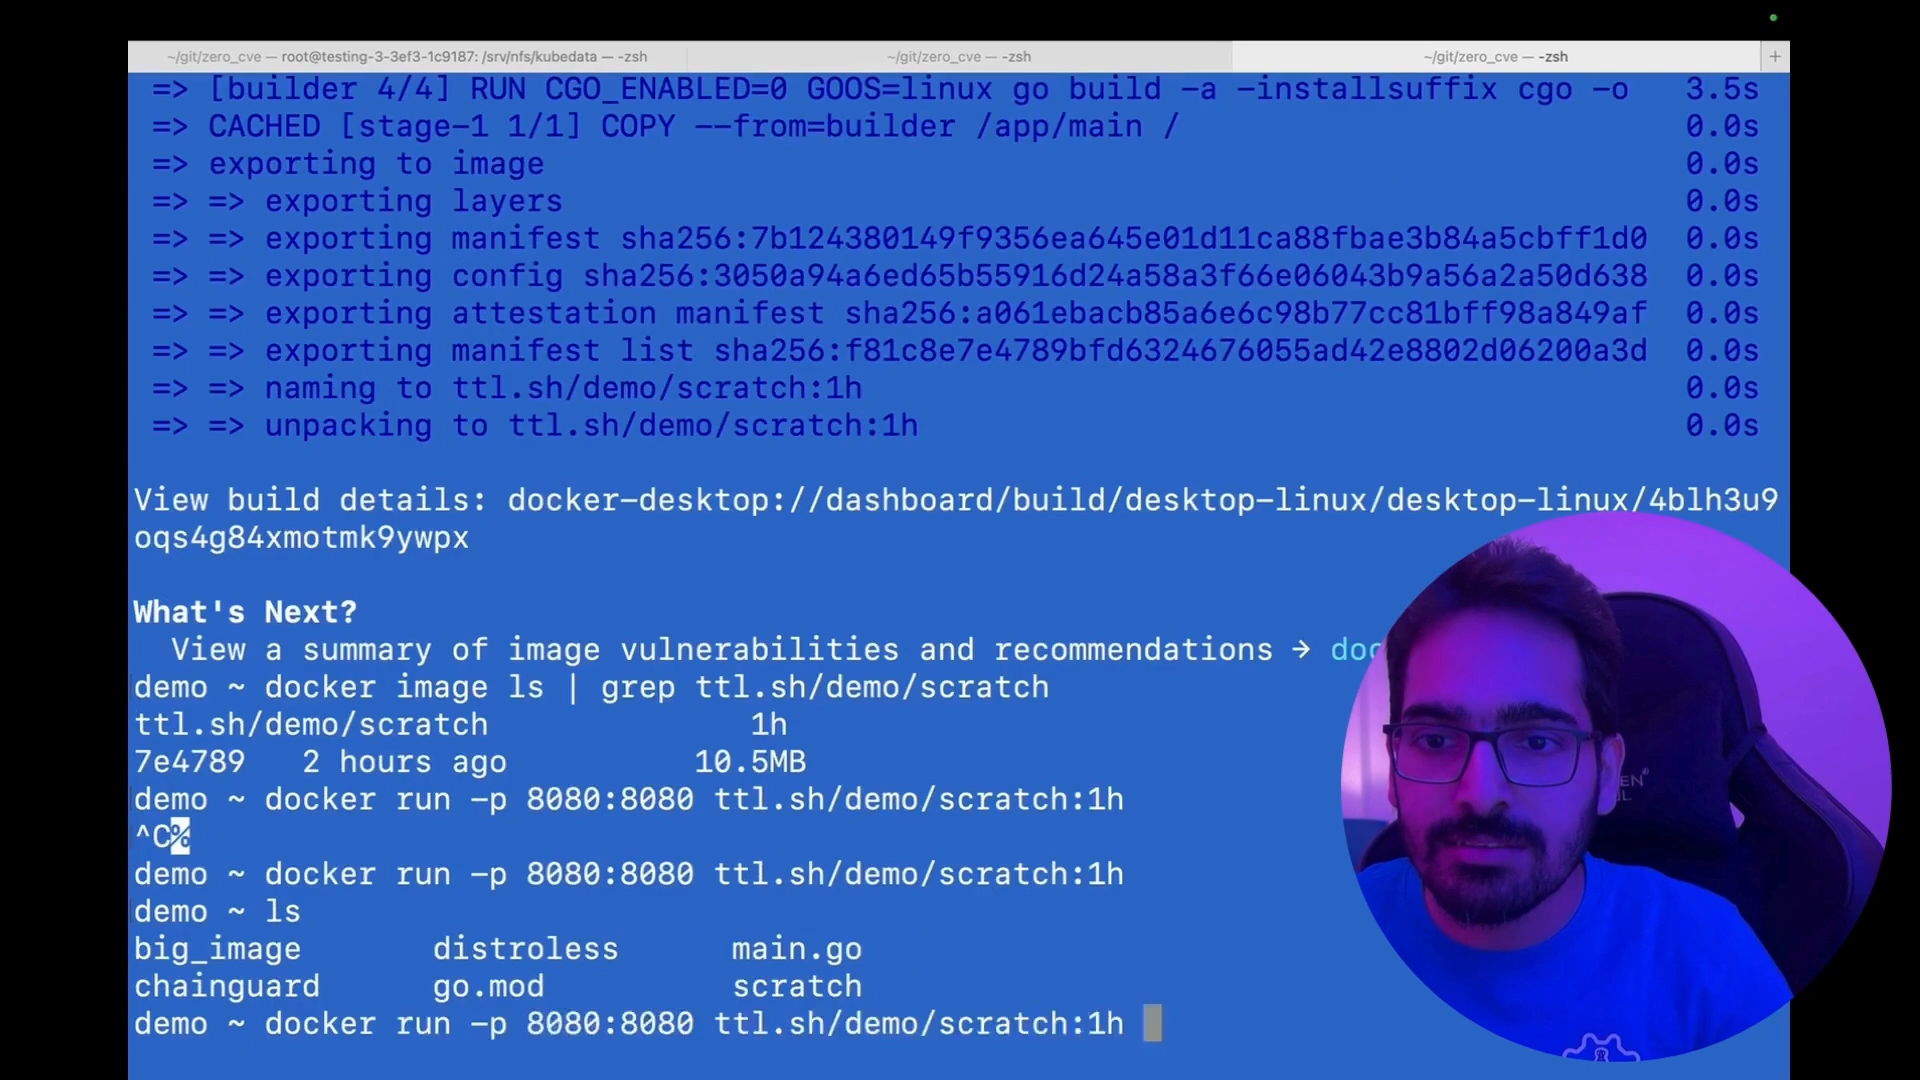 ~/git/zero_cve — root@testing-3-3ef3-1c9187: /srv/nfs/kubedata — -zsh
~/git/zero_cve — -zsh
~/git/zero_cve — -zsh
+
=> [builder 4/4] RUN CGO_ENABLED=0 GOOS=linux go build -a -installsuffix cgo -o 3.5s
=> CACHED [stage-1 1/1] COPY --from=builder /app/main / 0.0s
=> exporting to image 0.0s
=> => exporting layers 0.0s
=> => exporting manifest sha256:7b124380149f9356ea645e01d11ca88fbae3b84a5cbff1d0 0.0s
=> => exporting config sha256:3050a94a6ed65b55916d24a58a3f66e06043b9a56a2a50d638 0.0s
=> => exporting attestation manifest sha256:a061ebacb85a6e6c98b77cc81bff98a849af 0.0s
=> => exporting manifest list sha256:f81c8e7e4789bfd6324676055ad42e8802d06200a3d 0.0s
=> => naming to ttl.sh/demo/scratch:1h 0.0s
=> => unpacking to ttl.sh/demo/scratch:1h 0.0s
View build details: docker-desktop://dashboard/build/desktop-linux/desktop-linux/4blh3u9
oqs4g84xmotmk9ywpx
What's Next?
View a summary of image vulnerabilities and recommendations → doc
demo ~ docker image ls | grep ttl.sh/demo/scratch
ttl.sh/demo/scratch 1h
7e4789 2 hours ago 10.5MB
demo ~ docker run -p 8080:8080 ttl.sh/demo/scratch:1h
^C%
demo ~ docker run -p 8080:8080 ttl.sh/demo/scratch:1h
demo ~ ls
big_image distroless main.go
chainguard go.mod scratch
demo ~ docker run -p 8080:8080 ttl.sh/demo/scratch:1h